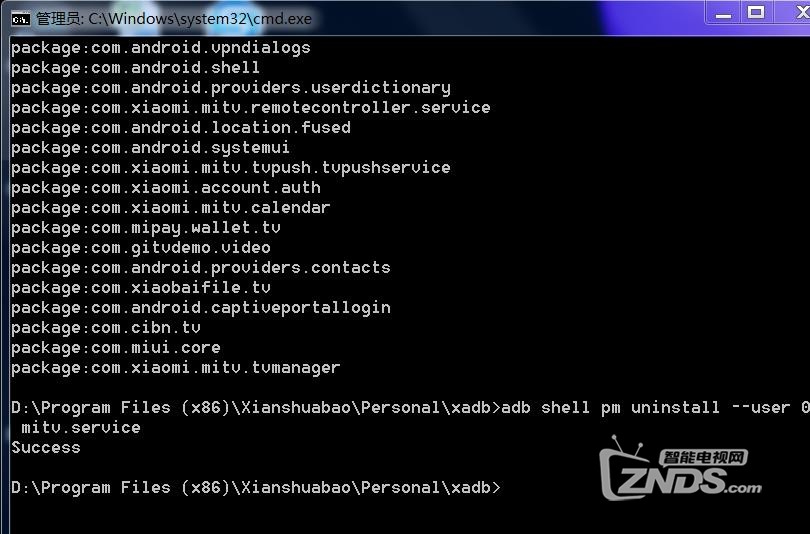 管理员: C:\Windows\system32\cmd.exe
package:com.android.vpndialogs
package:com.android.shell
package:com.android.providers.userdictionary
package:com.xiaomi.mitv.remotecontroller.service
package:com.android.location.fused
package:com.android.systemui
package:com.xiaomi.mitv.tvpush.tvpushservice
package:com.xiaomi.account.auth
package:com.xiaomi.mitv.calendar
package:com.mipay.wallet.tv
package:com.gitvdemo.video
package:com.android.providers.contacts
package:com.xiaobaifile.tv
package:com.android.captiveportallogin
package:com.cibn.tv
package:com.miui.core
package:com.xiaomi.mitv.tvmanager
D:\Program Files (x86)\Xianshuabao\Personal\xadb>adb shell pm uninstall --user 0
mitv.service
Success
D:\Program Files (x86)\Xianshuabao\Personal\xadb>
智能电视网
ZNDS.com